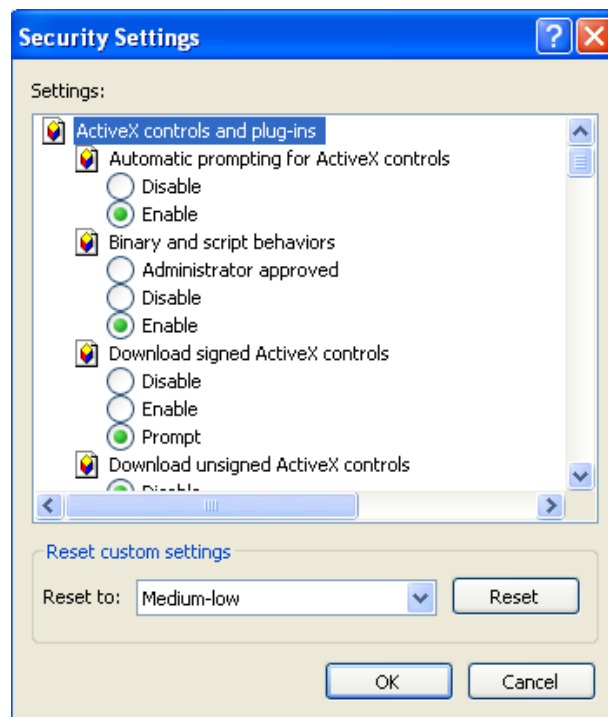 Security Settings
Settings:
ActiveX controls and plug-ins
Automatic prompting for ActiveX controls
Disable
Enable
Binary and script behaviors
Administrator approved
Disable
Enable
Download signed ActiveX controls
Disable
Enable
Prompt
Download unsigned ActiveX controls
Disable
Reset custom settings
Reset to: Medium-low Reset
OK Cancel